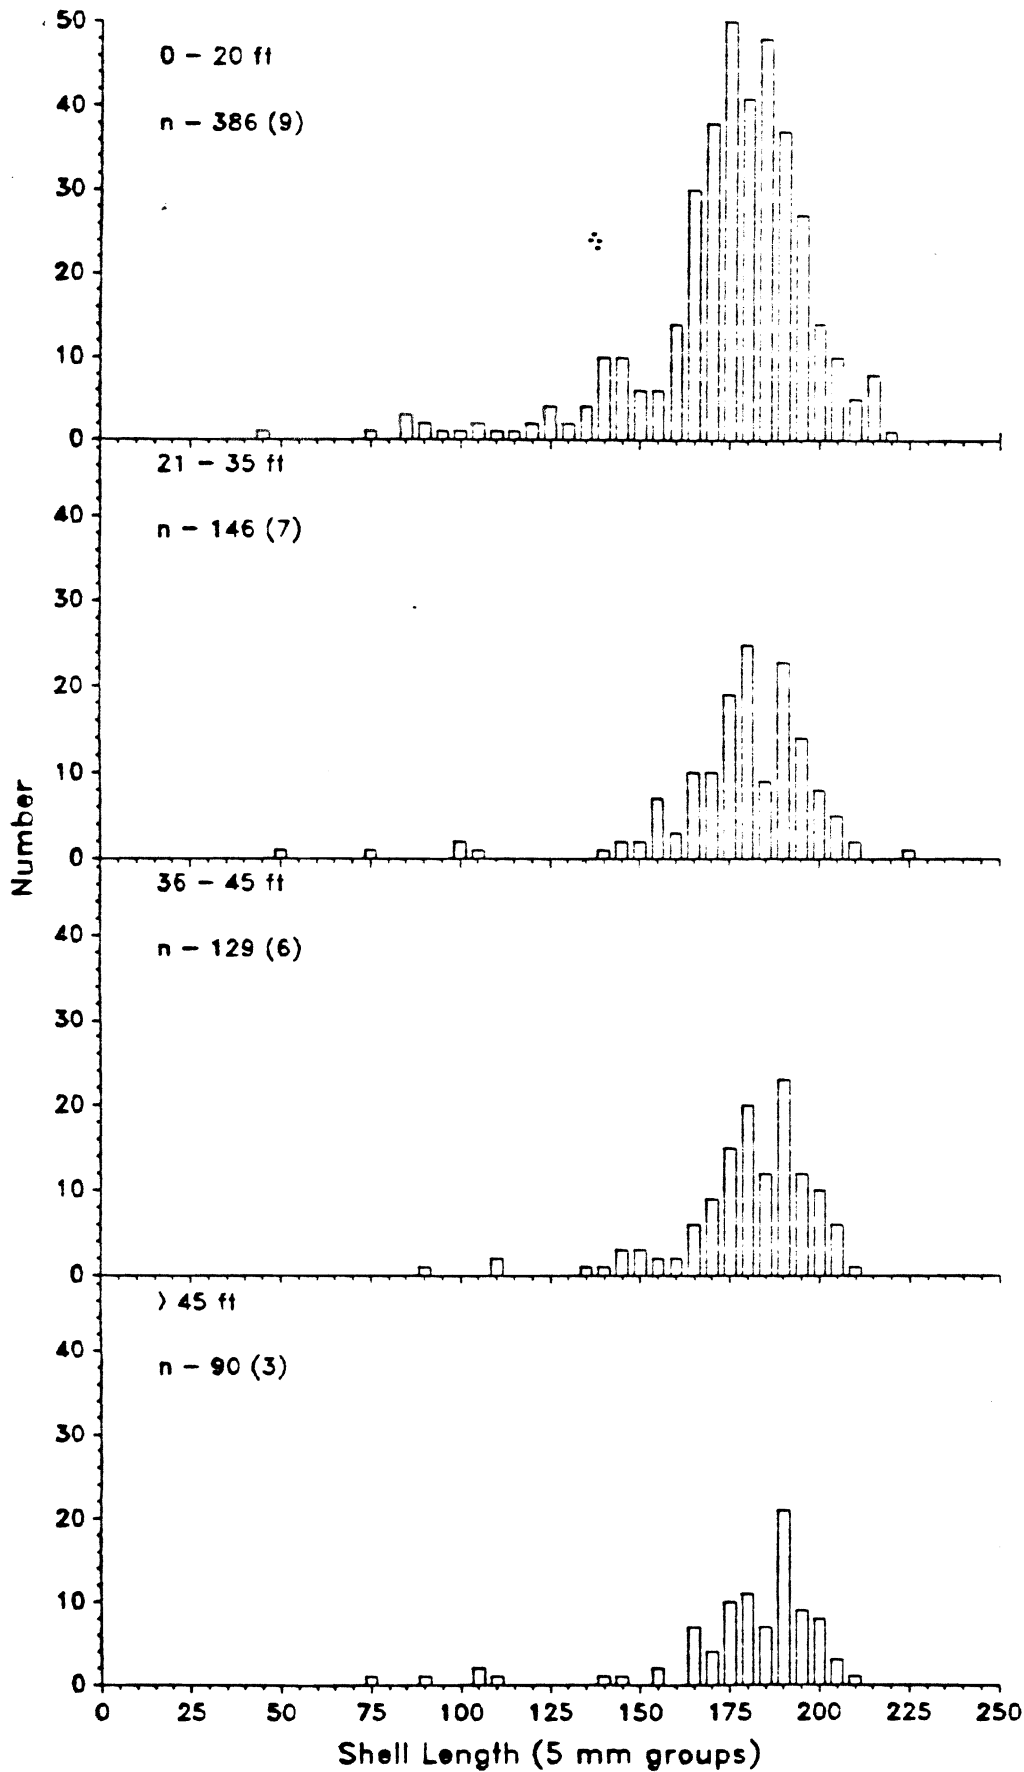 50
0 - 20 ft
40
n - 386 (9)
30
20
10
0
21 - 35 ft
40
n - 146 (7)
30
20
10
0
36 - 45 ft
40
n - 129 (6)
30
20
10
0
> 45 ft
40
n - 90 (3)
30
20
10
0
Number
0 25 50 75 100 125 150 175 200 225 250
Shell Length (5 mm groups)